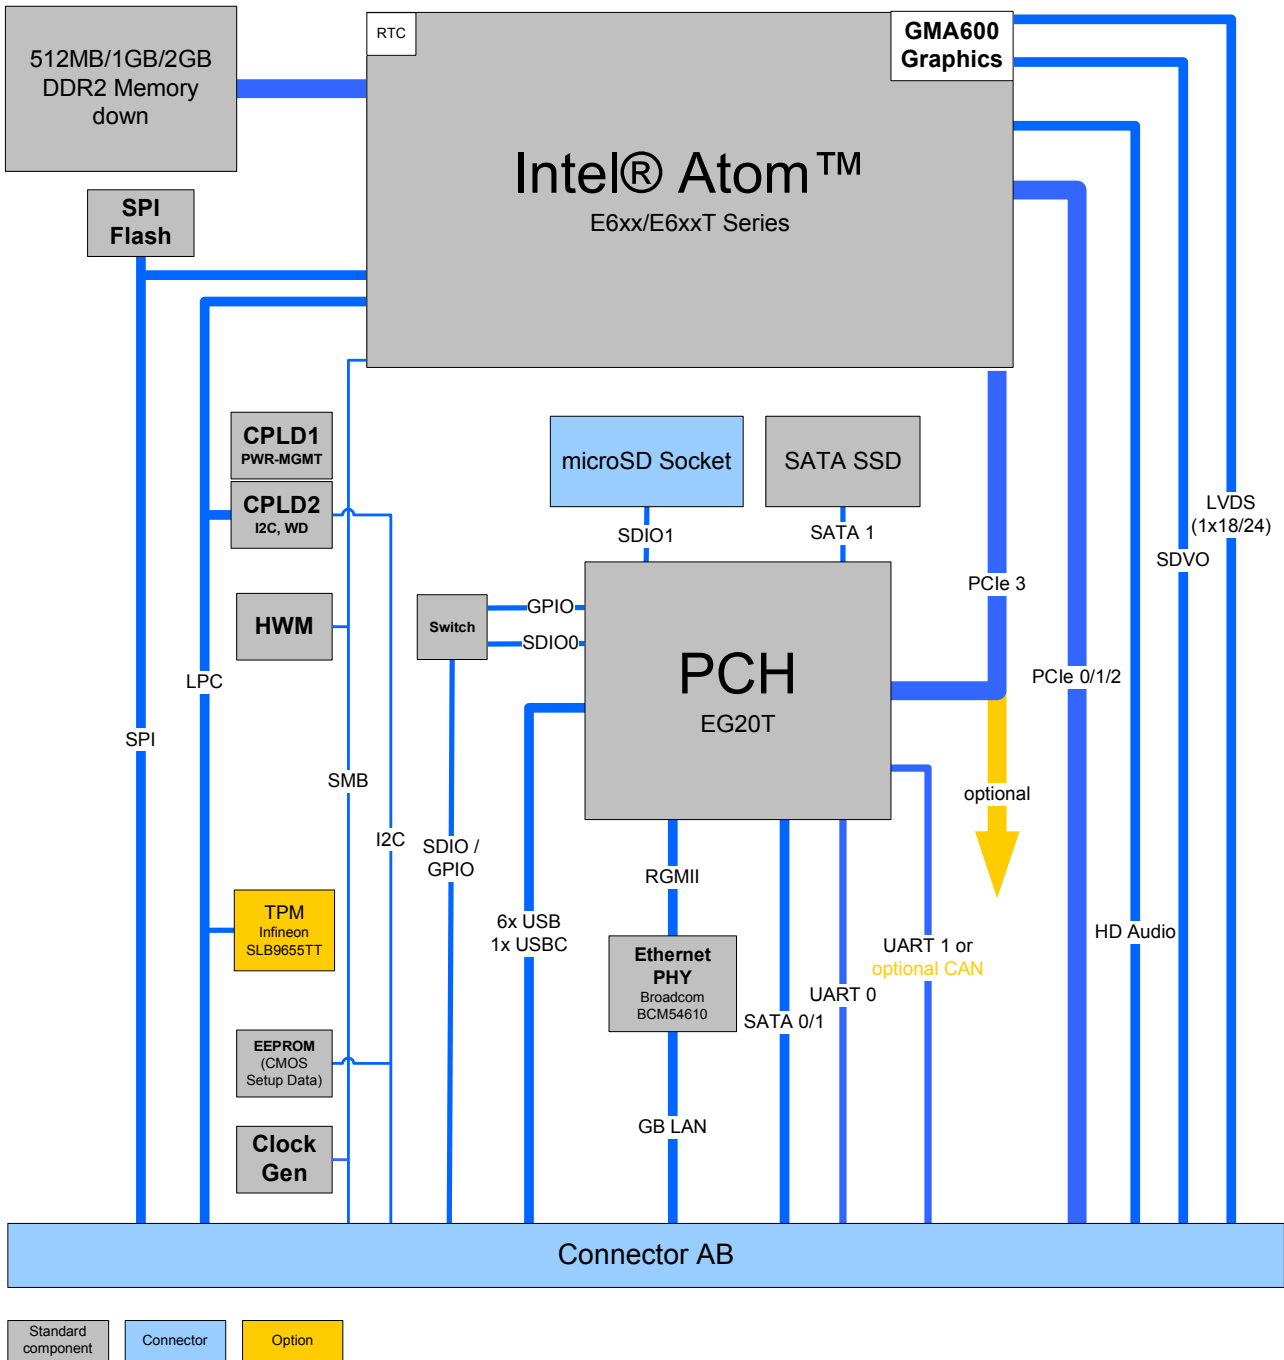 512MB/1GB/2GB
DDR2 Memory
down
RTC
GMA600
Graphics
Intel® Atom™
E6xx/E6xxT Series
SPI
Flash
CPLD1
PWR-MGMT
CPLD2
I2C, WD
microSD Socket
SATA SSD
LVDS
(1x18/24)
SDIO1
SATA 1
SDVO
PCIe 3
HWM
Switch
GPIO
SDIO0
PCH
EG20T
LPC
PCIe 0/1/2
SPI
SMB
optional
I2C
SDIO /
GPIO
RGMII
TPM
Infineon
SLB9655TT
6x USB
1x USBC
HD Audio
Ethernet
PHY
Broadcom
BCM54610
UART 1 or
optional CAN
UART 0
SATA 0/1
EEPROM
(CMOS
Setup Data)
GB LAN
Clock
Gen
Connector AB
Standard
component
Connector
Option